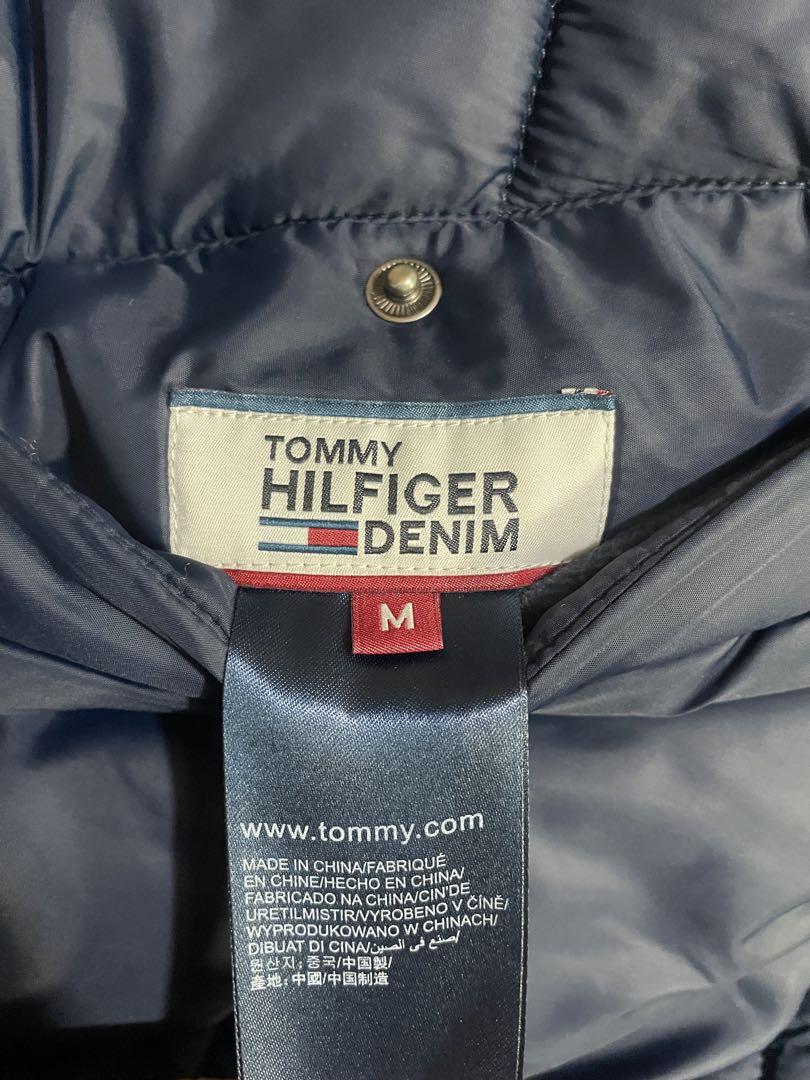 TOMMY
HILFIGER
DENIM
M
www.tommy.com
MADE IN CHINA/FABRIQUÉ
EN CHINE/HECHO EN CHINA/
FABRICADO NA CHINA/CIN'DE
URETILMISTIR/VYROBENO V ČÍNĚ/
WYPRODUKOWANO W CHINACH/
DIBUAT DI CINA/صنع في الصين/
원산지: 중국/中国製/
產地: 中國/中国制造